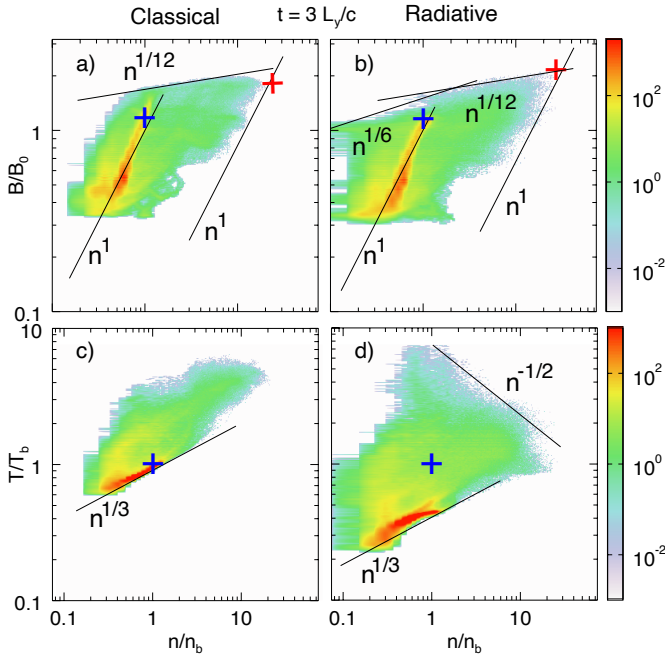 Classical t = 3 L_y/c Radiative
a) n^{1/12} b)
n^{1/12}
n^{1/6}
B/B_0
1
n^1 n^1 n^1 n^1
0.1
10^2
10^0
10^{-2}
10
c) d)
n^{-1/2}
T/T_b
1
n^{1/3} n^{1/3}
0.1
0.1 1 10 0.1 1 10
n/n_b n/n_b
10^2
10^0
10^{-2}